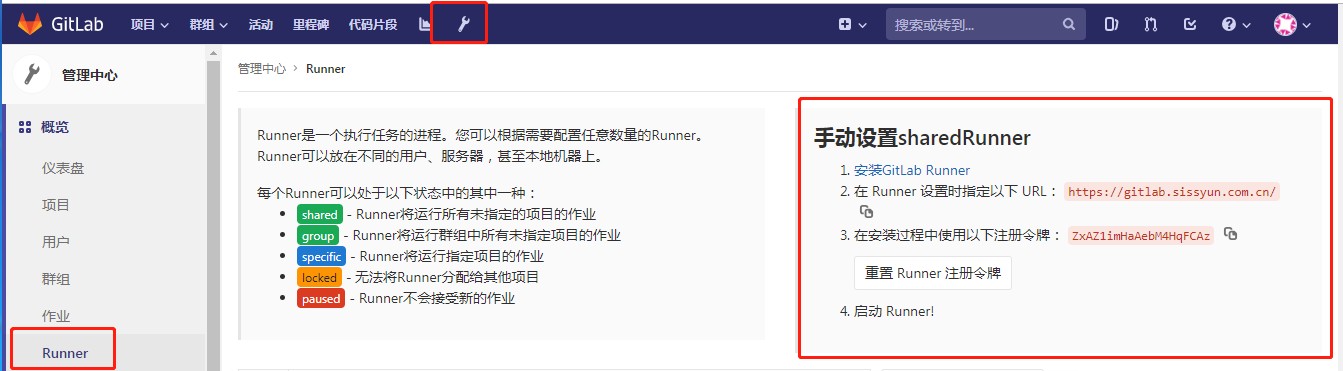 GitLab 项目 群组 活动 里程碑 代码片段 搜索或转到...
管理中心
概览
仪表盘
项目
用户
群组
作业
Runner
管理中心 > Runner
Runner是一个执行任务的进程。您可以根据需要配置任意数量的Runner。
Runner可以放在不同的用户、服务器，甚至本地机器上。
每个Runner可以处于以下状态中的其中一种：
• shared - Runner将运行所有未指定的项目的作业
• group - Runner将运行群组中所有未指定项目的作业
• specific - Runner将运行指定项目的作业
• locked - 无法将Runner分配给其他项目
• paused - Runner不会接受新的作业
手动设置sharedRunner
1. 安装GitLab Runner
2. 在 Runner 设置时指定以下 URL： https://gitlab.sissyun.com.cn/
3. 在安装过程中使用以下注册令牌： ZxAZ1imHaAebM4HqFCAz
重置 Runner 注册令牌
4. 启动 Runner!